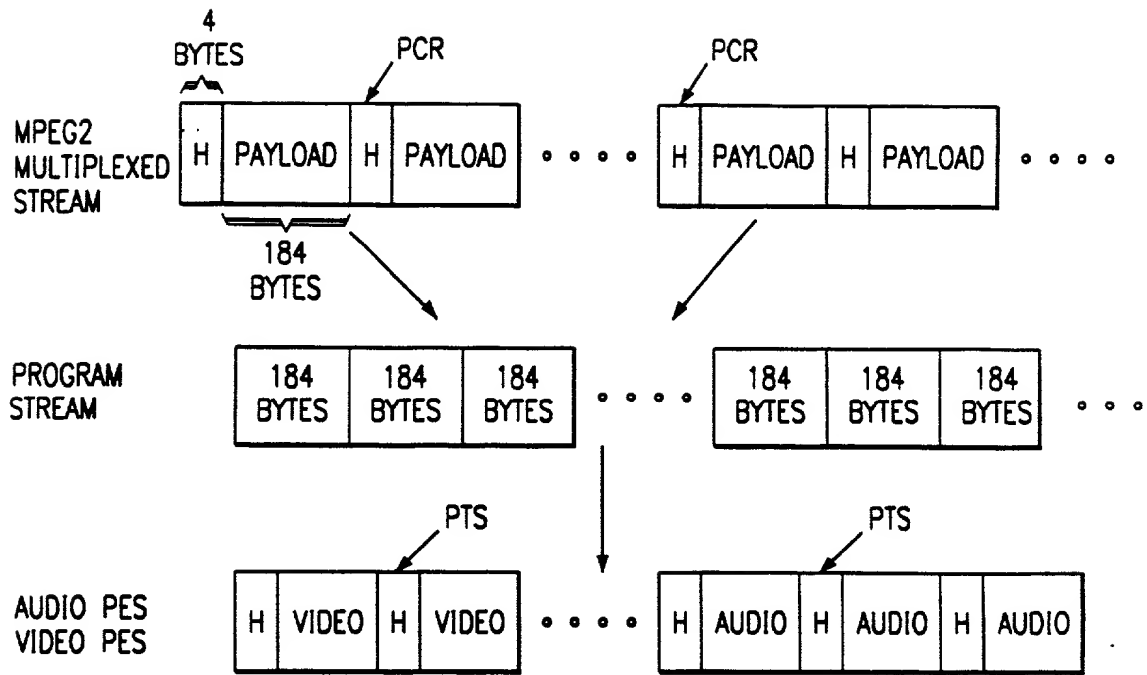 4
BYTES
PCR
PCR
MPEG2
MULTIPLEXED
STREAM
H PAYLOAD H PAYLOAD H PAYLOAD H PAYLOAD
184
BYTES
PROGRAM
STREAM
184 BYTES 184 BYTES 184 BYTES 184 BYTES 184 BYTES 184 BYTES
PTS
PTS
AUDIO PES
VIDEO PES
H VIDEO H VIDEO H AUDIO H AUDIO H AUDIO